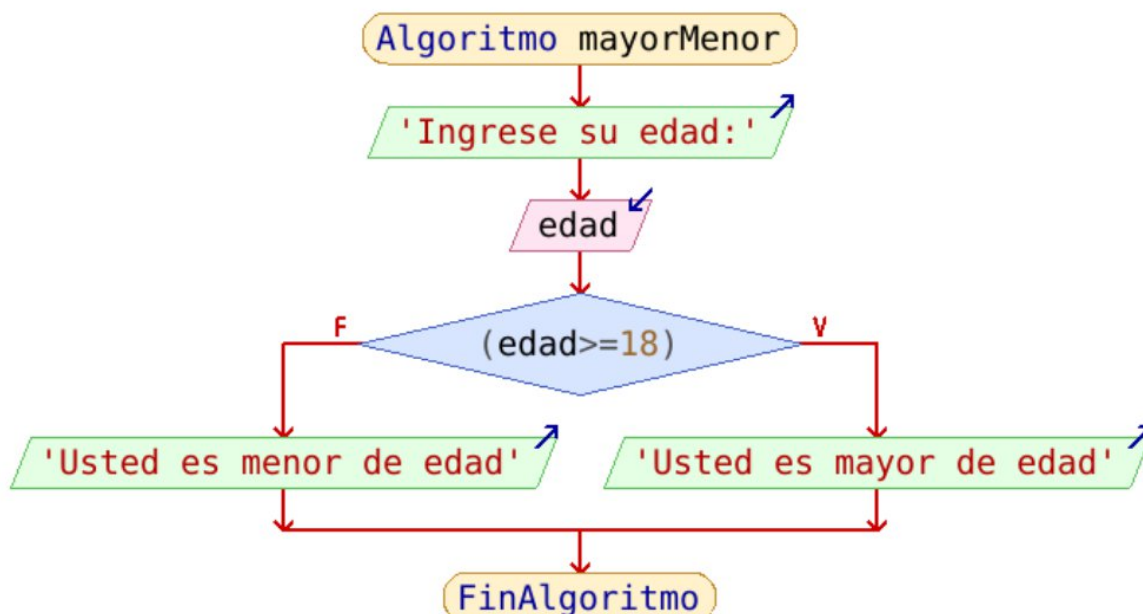 Algoritmo mayorMenor
'Ingrese su edad:'
edad
F
(edad>=18)
V
'Usted es menor de edad'
'Usted es mayor de edad'
FinAlgoritmo